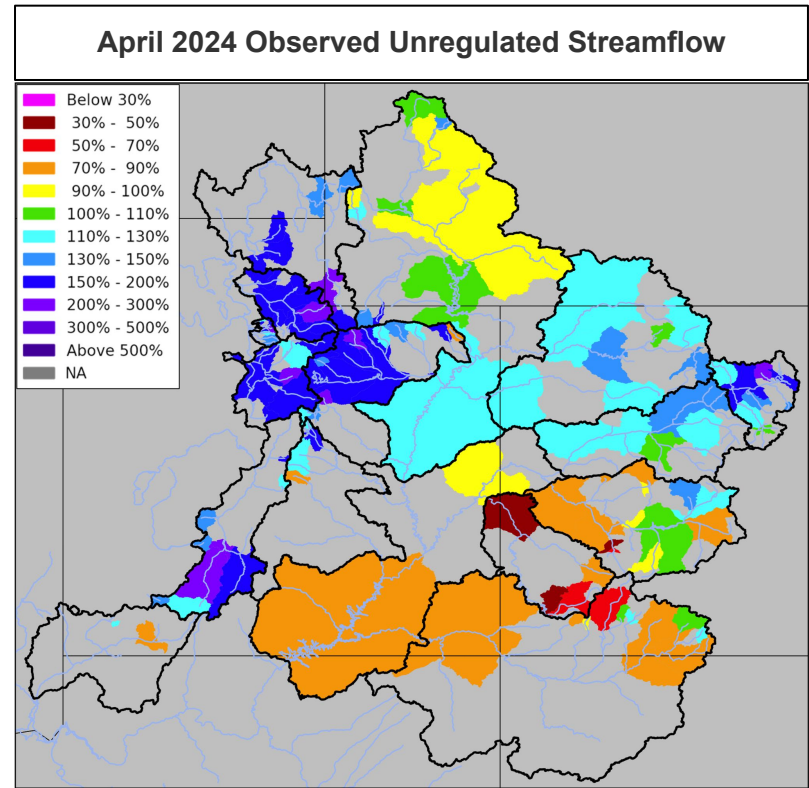 April 2024 Observed Unregulated Streamflow
Below 30%
30% - 50%
50% - 70%
70% - 90%
90% - 100%
100% - 110%
110% - 130%
130% - 150%
150% - 200%
200% - 300%
300% - 500%
Above 500%
NA